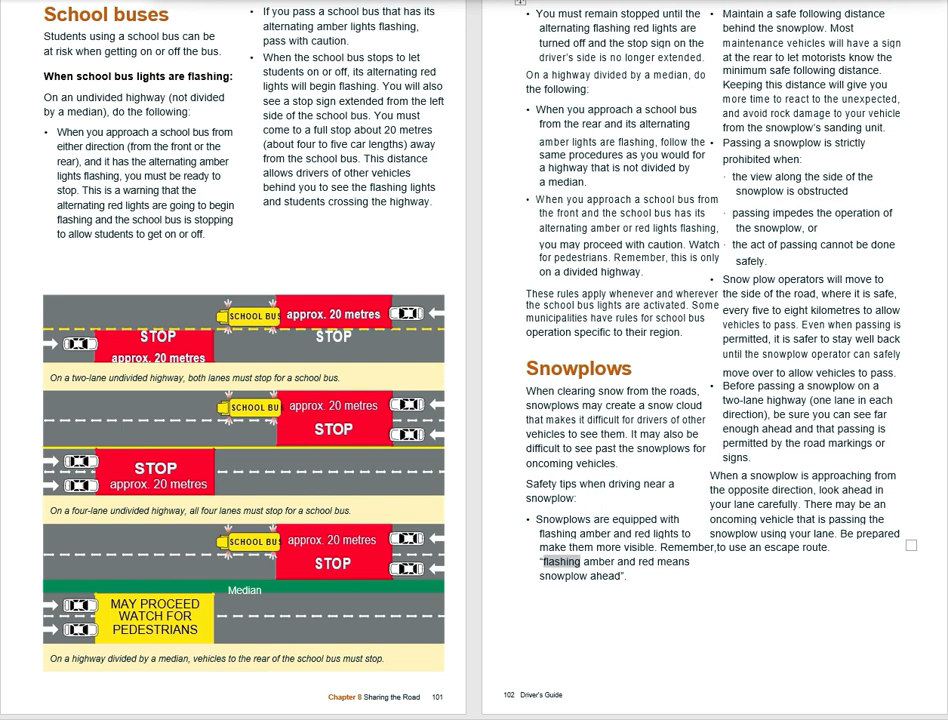 School buses
Students using a school bus can be
at risk when getting on or off the bus.
When school bus lights are flashing:
On an undivided highway (not divided
by a median), do the following:
• When you approach a school bus from
either direction (from the front or the
rear), and it has the alternating amber
lights flashing, you must be ready to
stop. This is a warning that the
alternating red lights are going to begin
flashing and the school bus is stopping
to allow students to get on or off.
• If you pass a school bus that has its
alternating amber lights flashing,
pass with caution.
• When the school bus stops to let
students on or off, its alternating red
lights will begin flashing. You will also
see a stop sign extended from the left
side of the school bus. You must
come to a full stop about 20 metres
(about four to five car lengths) away
from the school bus. This distance
allows drivers of other vehicles
behind you to see the flashing lights
and students crossing the highway.
SCHOOL BUS
approx. 20 metres
STOP
STOP
approx. 20 metres
On a two-lane undivided highway, both lanes must stop for a school bus.
SCHOOL BU
approx. 20 metres
STOP
STOP
approx. 20 metres
On a four-lane undivided highway, all four lanes must stop for a school bus.
SCHOOL BUS
approx. 20 metres
STOP
Median
MAY PROCEED
WATCH FOR
PEDESTRIANS
On a highway divided by a median, vehicles to the rear of the school bus must stop.
Chapter 8 Sharing the Road 101
• You must remain stopped until the
alternating flashing red lights are
turned off and the stop sign on the
driver's side is no longer extended.
On a highway divided by a median, do
the following:
• When you approach a school bus
from the rear and its alternating
amber lights are flashing, follow the
same procedures as you would for
a highway that is not divided by
a median.
• When you approach a school bus from
the front and the school bus has its
alternating amber or red lights flashing,
you may proceed with caution. Watch
for pedestrians. Remember, this is only
on a divided highway.
These rules apply whenever and wherever
the school bus lights are activated. Some
municipalities have rules for school bus
operation specific to their region.
Snowplows
When clearing snow from the roads,
snowplows may create a snow cloud
that makes it difficult for drivers of other
vehicles to see them. It may also be
difficult to see past the snowplows for
oncoming vehicles.
Safety tips when driving near a
snowplow:
• Snowplows are equipped with
flashing amber and red lights to
make them more visible. Remember,
"flashing amber and red means
snowplow ahead".
• Maintain a safe following distance
behind the snowplow. Most
maintenance vehicles will have a sign
at the rear to let motorists know the
minimum safe following distance.
Keeping this distance will give you
more time to react to the unexpected,
and avoid rock damage to your vehicle
from the snowplow's sanding unit.
• Passing a snowplow is strictly
prohibited when:
· the view along the side of the
snowplow is obstructed
· passing impedes the operation of
the snowplow, or
· the act of passing cannot be done
safely.
• Snow plow operators will move to
the side of the road, where it is safe,
every five to eight kilometres to allow
vehicles to pass. Even when passing is
permitted, it is safer to stay well back
until the snowplow operator can safely
move over to allow vehicles to pass.
• Before passing a snowplow on a
two-lane highway (one lane in each
direction), be sure you can see far
enough ahead and that passing is
permitted by the road markings or
signs.
When a snowplow is approaching from
the opposite direction, look ahead in
your lane carefully. There may be an
oncoming vehicle that is passing the
snowplow using your lane. Be prepared
to use an escape route.
102 Driver's Guide